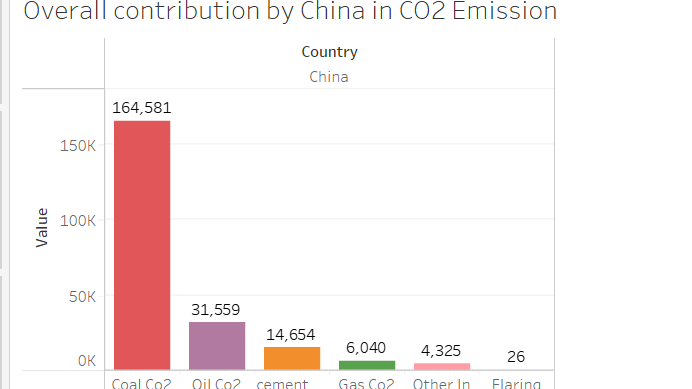 Overall contribution by China in CO2 Emission
Country
China
164,581
150K
100K
Value
31,559
50K
14,654
6,040
4,325
26
0K
Coal Co2 Oil Co2 cement Gas Co2 Other In Flaring